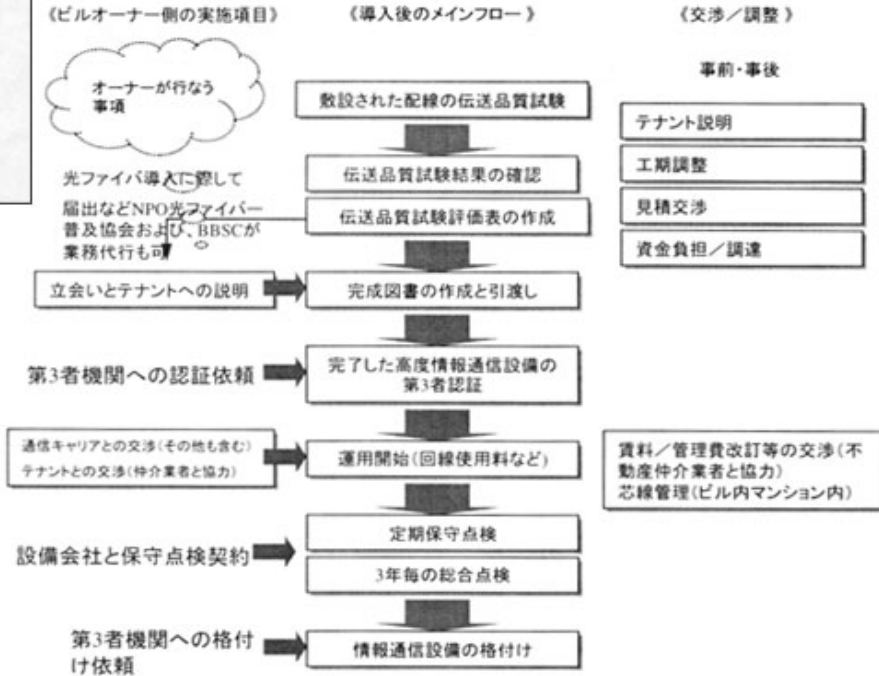 《ビルオーナー側の実施項目》
《導入後のメインフロー》
《交渉／調整》
オーナーが行なう
事項
光ファイバ導入に際して
届出などNPO光ファイバー
普及協会および、BBSCが
業務代行も可
立会いとテナントへの説明
第3者機関への認証依頼
通信キャリアとの交渉(その他も含む)
テナントとの交渉(仲介業者と協力)
設備会社と保守点検契約
第3者機関への格付
け依頼
敷設された配線の伝送品質試験
伝送品質試験結果の確認
伝送品質試験評価表の作成
完成図書の作成と引渡し
完了した高度情報通信設備の
第3者認証
運用開始(回線使用料など)
定期保守点検
3年毎の総合点検
情報通信設備の格付け
事前・事後
テナント説明
工期調整
見積交渉
資金負担／調達
賃料／管理費改訂等の交渉(不
動産仲介業者と協力)
芯線管理(ビル内マンション内)